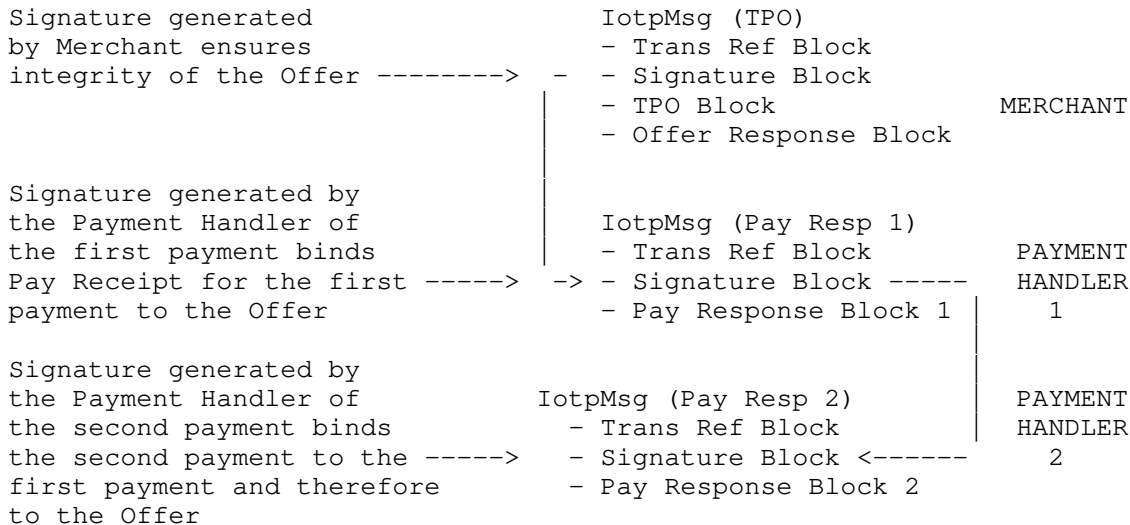 Signature generated                     IotpMsg (TPO)
by Merchant ensures                     - Trans Ref Block
integrity of the Offer -------->  -  - Signature Block
                                  |  - TPO Block              MERCHANT
                                  |  - Offer Response Block
                                  |
Signature generated by            |
the Payment Handler of            |  IotpMsg (Pay Resp 1)
the first payment binds           |  - Trans Ref Block         PAYMENT
Pay Receipt for the first ----->  -> - Signature Block -----   HANDLER
payment to the Offer                 - Pay Response Block 1 |    1
                                                            |
Signature generated by                                      |
the Payment Handler of           IotpMsg (Pay Resp 2)       |  PAYMENT
the second payment binds           - Trans Ref Block        |  HANDLER
the second payment to the ----->   - Signature Block <------     2
first payment and therefore        - Pay Response Block 2
to the Offer